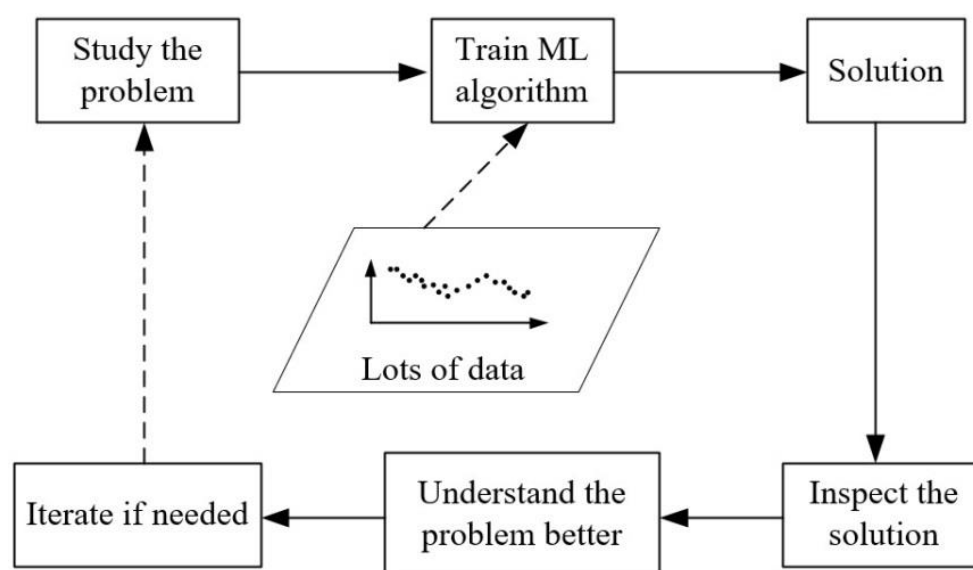 Study the
problem
Train ML
algorithm
Solution
Lots of data
Iterate if needed
Understand the
problem better
Inspect the
solution